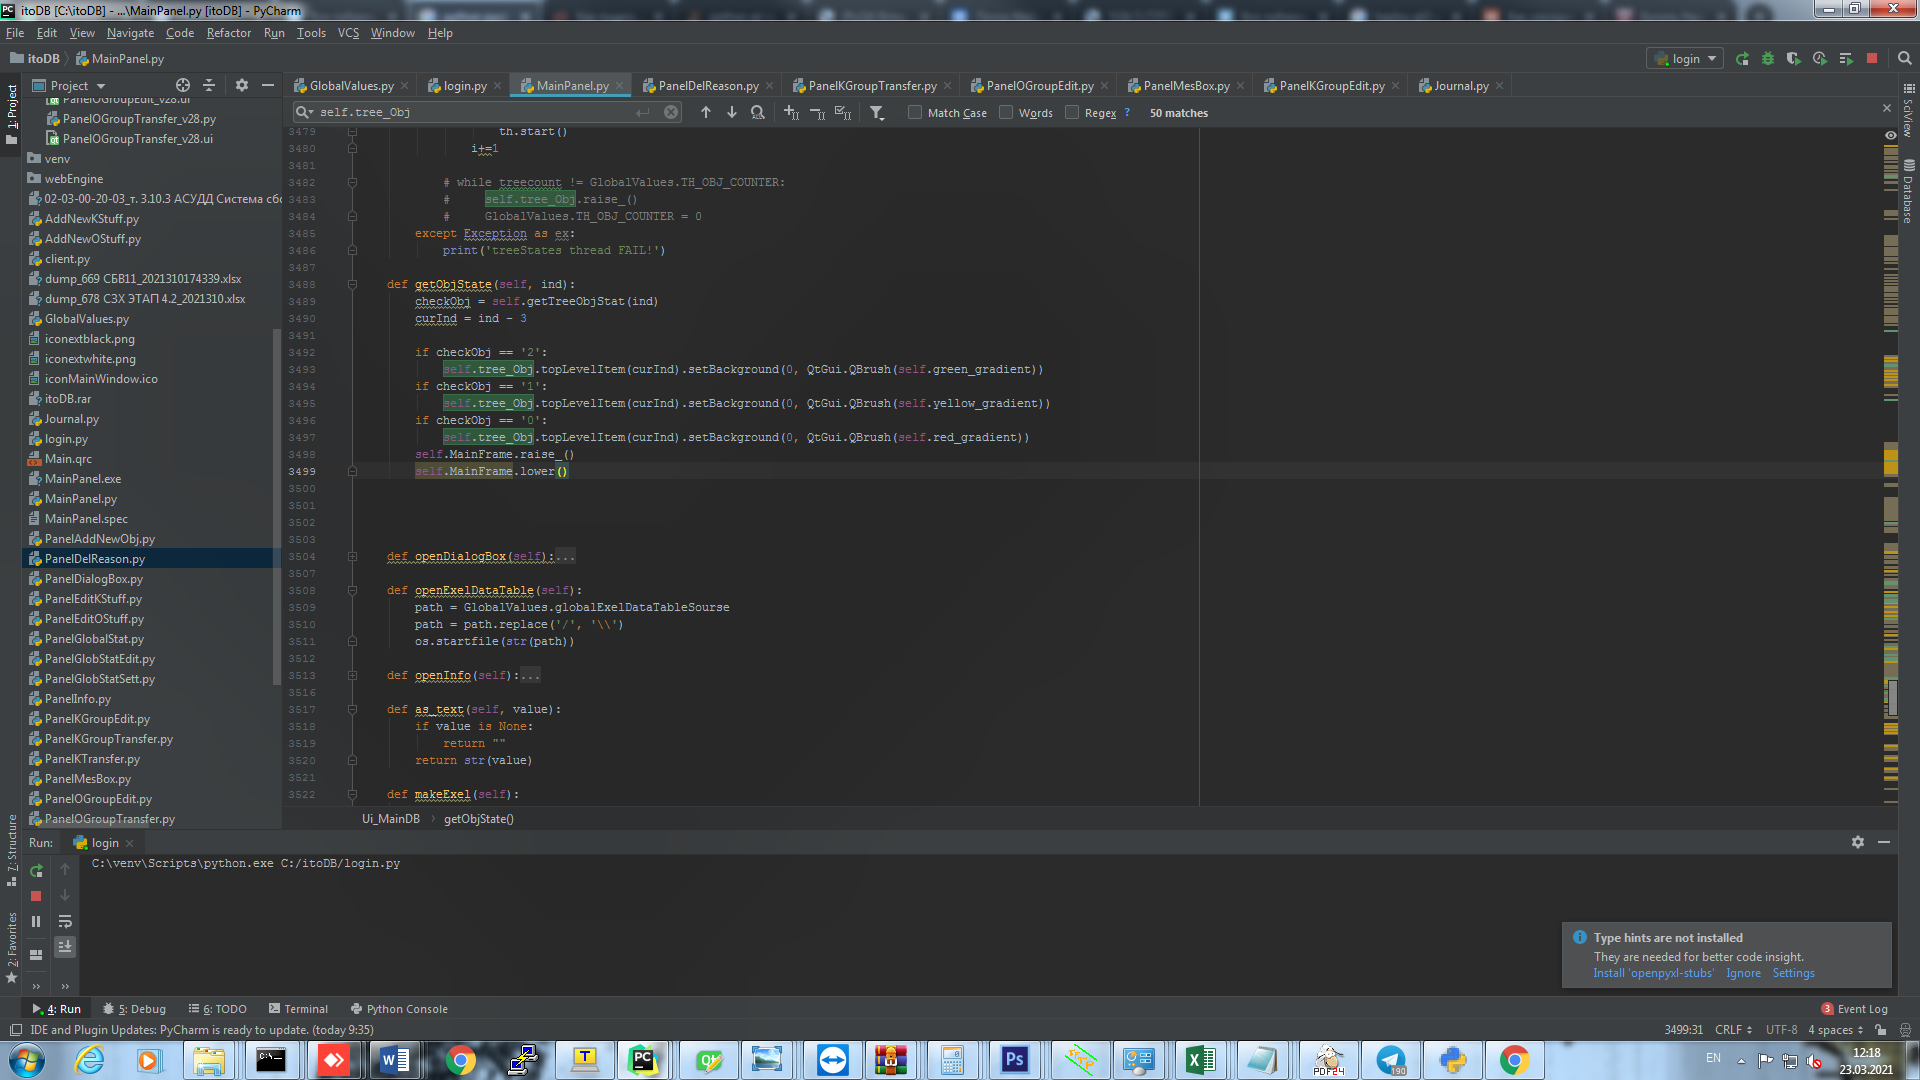 itoDB [C:\itoDB] - ...\MainPanel.py [itoDB] - PyCharm
File Edit View Navigate Code Refactor Run Tools VCS Window Help
itoDB MainPanel.py
login
1: Project
Project
GlobalValues.py login.py MainPanel.py PanelDelReason.py PanelKGroupTransfer.py PanelOGroupEdit.py PanelMesBox.py PanelKGroupEdit.py Journal.py
self.tree_Obj
Match Case Words Regex ? 50 matches
PanelOGroupEdit_v28.ui
PanelOGroupTransfer_v28.py
PanelOGroupTransfer_v28.ui
venv
webEngine
02-03-00-20-03_т. 3.10.3 АСУДД Система сбо
AddNewKStuff.py
AddNewOStuff.py
client.py
dump_669 СБВ11_2021310174339.xlsx
dump_678 СЗХ ЭТАП 4.2_2021310.xlsx
GlobalValues.py
iconextblack.png
iconextwhite.png
iconMainWindow.ico
itoDB.rar
Journal.py
login.py
Main.qrc
MainPanel.exe
MainPanel.py
MainPanel.spec
PanelAddNewObj.py
PanelDelReason.py
PanelDialogBox.py
PanelEditKStuff.py
PanelEditOStuff.py
PanelGlobalStat.py
PanelGlobStatEdit.py
PanelGlobStatSett.py
PanelInfo.py
PanelKGroupEdit.py
PanelKGroupTransfer.py
PanelKTransfer.py
PanelMesBox.py
PanelOGroupEdit.py
PanelOGroupTransfer.py
3479 th.start()
3480 i+=1
3481
3482 # while treecount != GlobalValues.TH_OBJ_COUNTER:
3483 # self.tree_Obj.raise_()
3484 # GlobalValues.TH_OBJ_COUNTER = 0
3485 except Exception as ex:
3486 print('treeStates thread FAIL!')
3487
3488 def getObjState(self, ind):
3489 checkObj = self.getTreeObjStat(ind)
3490 curInd = ind - 3
3491
3492 if checkObj == '2':
3493 self.tree_Obj.topLevelItem(curInd).setBackground(0, QtGui.QBrush(self.green_gradient))
3494 if checkObj == '1':
3495 self.tree_Obj.topLevelItem(curInd).setBackground(0, QtGui.QBrush(self.yellow_gradient))
3496 if checkObj == '0':
3497 self.tree_Obj.topLevelItem(curInd).setBackground(0, QtGui.QBrush(self.red_gradient))
3498 self.MainFrame.raise_()
3499 self.MainFrame.lower()
3500
3501
3502
3503
3504 def openDialogBox(self):...
3507
3508 def openExelDataTable(self):
3509 path = GlobalValues.globalExelDataTableSourse
3510 path = path.replace('/', '\\')
3511 os.startfile(str(path))
3512
3513 def openInfo(self):...
3516
3517 def as_text(self, value):
3518 if value is None:
3519 return ""
3520 return str(value)
3521
3522 def makeExel(self):
Ui_MainDB getObjState()
SciView
Database
7: Structure
2: Favorites
Run: login
C:\venv\Scripts\python.exe C:/itoDB/login.py
Type hints are not installed
They are needed for better code insight.
Install 'openpyxl-stubs' Ignore Settings
4: Run 5: Debug 6: TODO Terminal Python Console
3 Event Log
IDE and Plugin Updates: PyCharm is ready to update. (today 9:35)
3499:31 CRLF UTF-8 4 spaces
EN
12:18
23.03.2021